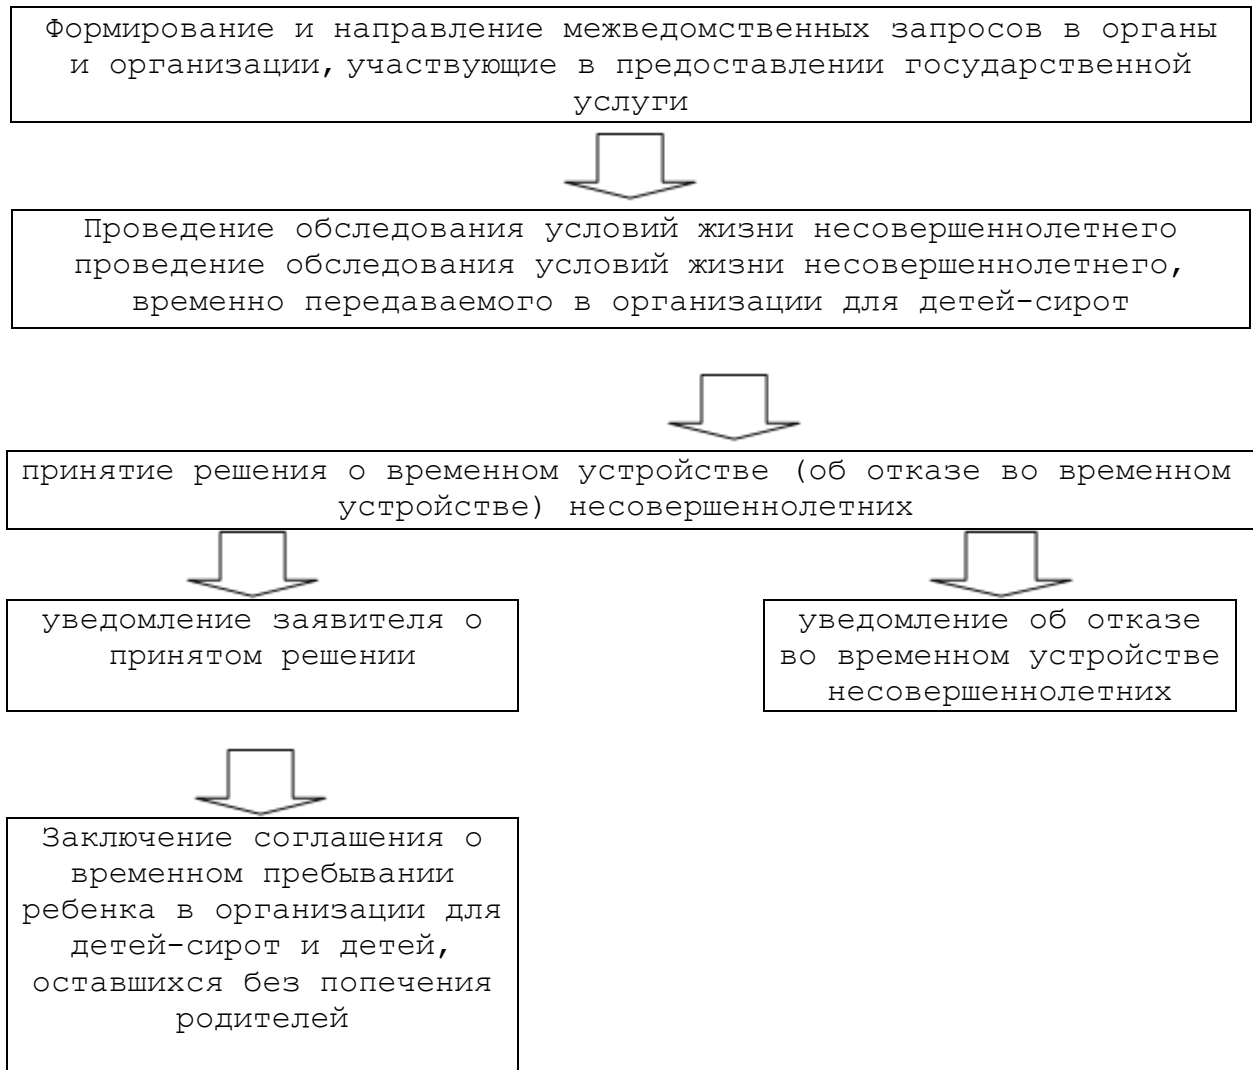 Формирование и направление межведомственных запросов в органы
и организации, участвующие в предоставлении государственной
услуги
Проведение обследования условий жизни несовершеннолетнего
проведение обследования условий жизни несовершеннолетнего,
временно передаваемого в организации для детей-сирот
принятие решения о временном устройстве (об отказе во временном
устройстве) несовершеннолетних
уведомление заявителя о
принятом решении
уведомление об отказе
во временном устройстве
несовершеннолетних
Заключение соглашения о
временном пребывании
ребенка в организации для
детей-сирот и детей,
оставшихся без попечения
родителей